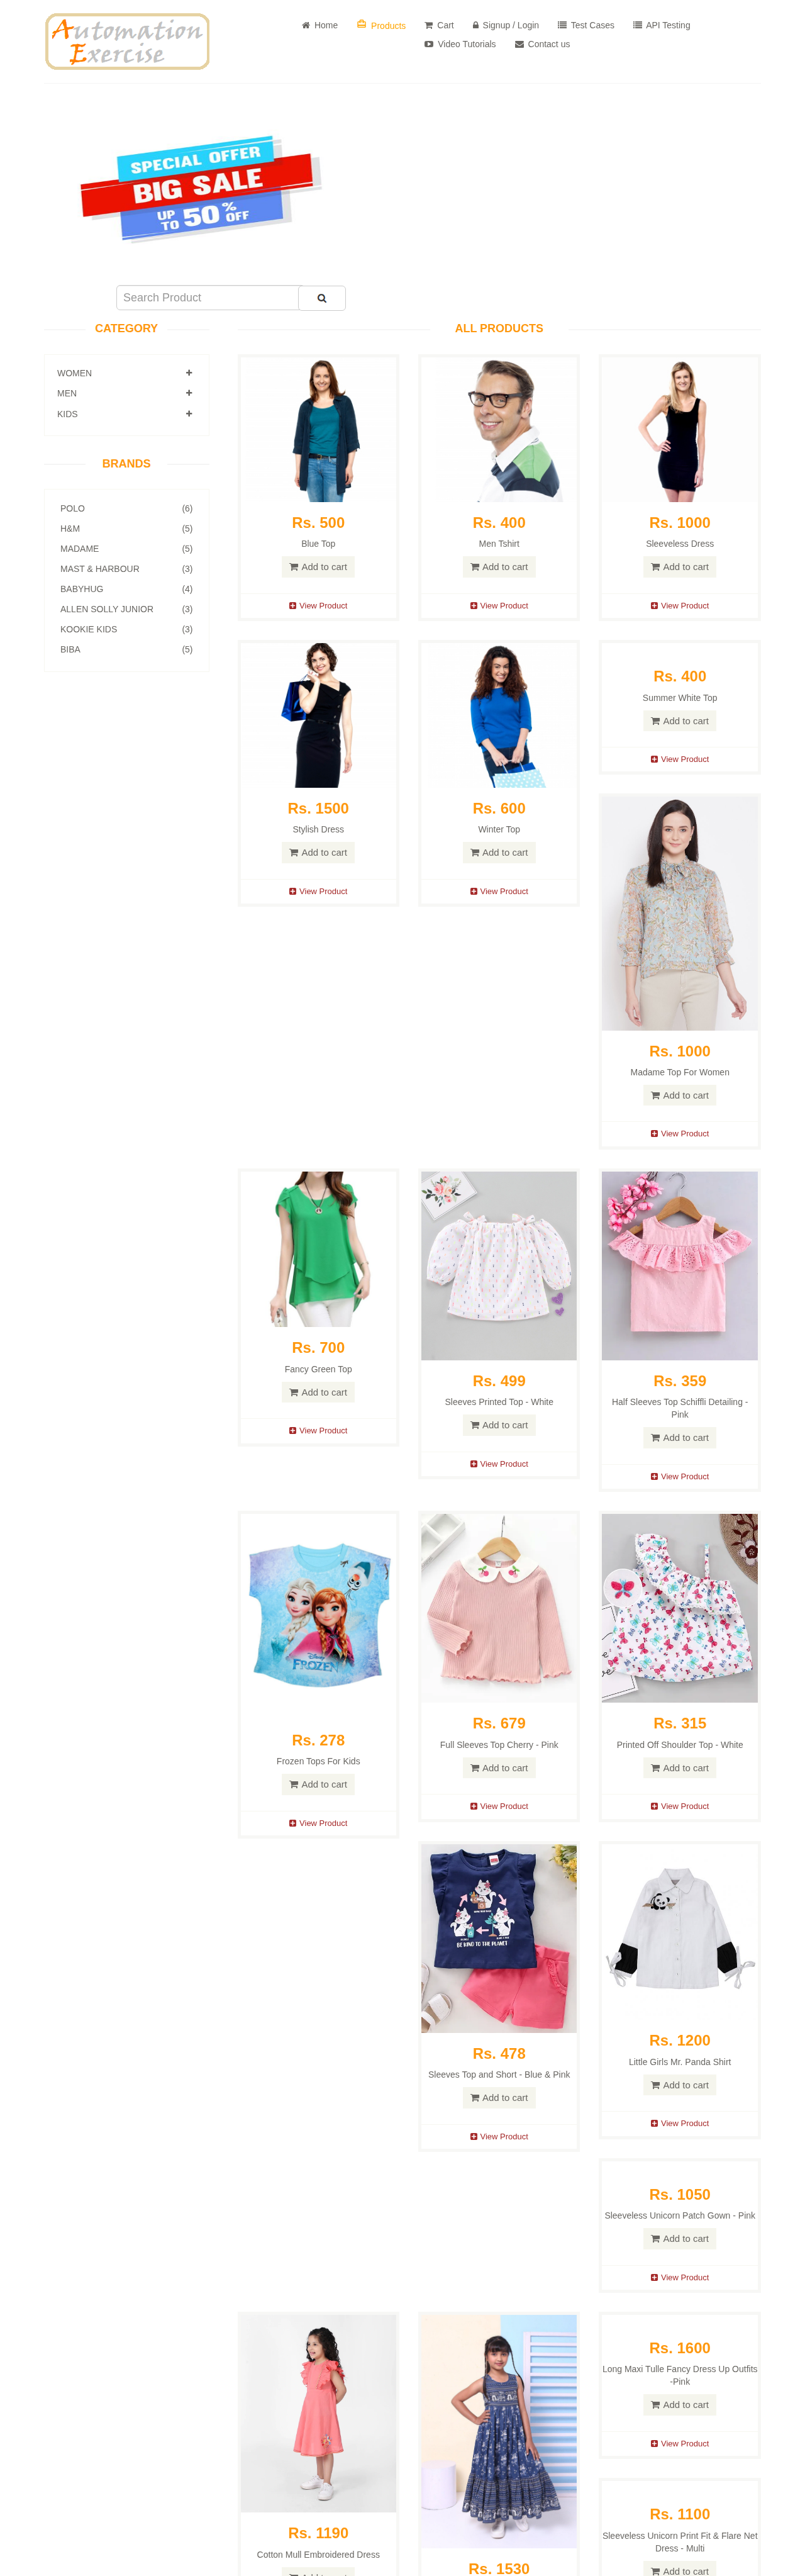 Automation
Exercise
Home
Products
Cart
Signup / Login
Test Cases
API Testing
Video Tutorials
Contact us
SPECIAL OFFER
BIG SALE
UP TO 50% OFF
Search Product
CATEGORY
WOMEN
MEN
KIDS
BRANDS
POLO (6)
H&M (5)
MADAME (5)
MAST & HARBOUR (3)
BABYHUG (4)
ALLEN SOLLY JUNIOR (3)
KOOKIE KIDS (3)
BIBA (5)
ALL PRODUCTS
Rs. 500
Blue Top
Add to cart
View Product
Rs. 400
Men Tshirt
Add to cart
View Product
Rs. 1000
Sleeveless Dress
Add to cart
View Product
Rs. 1500
Stylish Dress
Add to cart
View Product
Rs. 600
Winter Top
Add to cart
View Product
Rs. 400
Summer White Top
Add to cart
View Product
Rs. 1000
Madame Top For Women
Add to cart
View Product
Rs. 700
Fancy Green Top
Add to cart
View Product
Rs. 499
Sleeves Printed Top - White
Add to cart
View Product
Rs. 359
Half Sleeves Top Schiffli Detailing -
Pink
Add to cart
View Product
DISNEY
FROZEN
Rs. 278
Frozen Tops For Kids
Add to cart
View Product
Rs. 679
Full Sleeves Top Cherry - Pink
Add to cart
View Product
Rs. 315
Printed Off Shoulder Top - White
Add to cart
View Product
BE KIND TO THE PLANET
Rs. 478
Sleeves Top and Short - Blue & Pink
Add to cart
View Product
Rs. 1200
Little Girls Mr. Panda Shirt
Add to cart
View Product
Rs. 1050
Sleeveless Unicorn Patch Gown - Pink
Add to cart
View Product
Rs. 1190
Cotton Mull Embroidered Dress
Rs. 1530
Rs. 1600
Long Maxi Tulle Fancy Dress Up Outfits
-Pink
Add to cart
View Product
Rs. 1100
Sleeveless Unicorn Print Fit & Flare Net
Dress - Multi
Add to cart